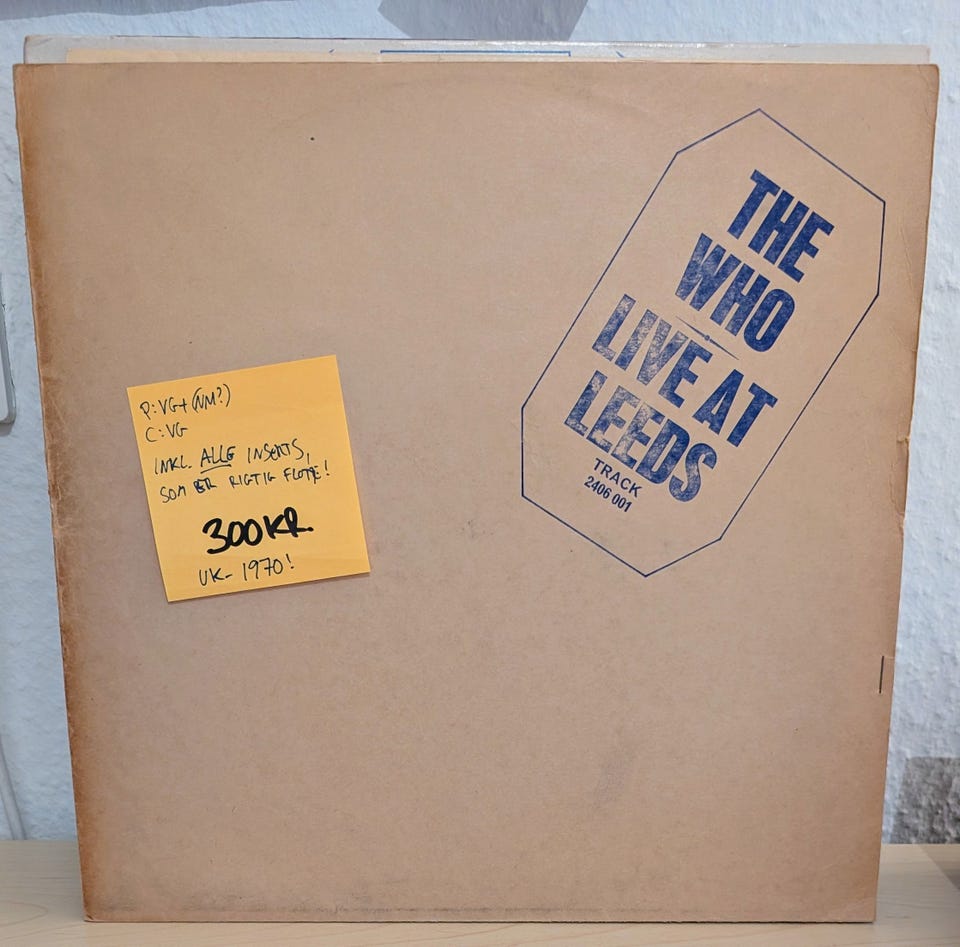 P: VG+ (NM?)
C: VG
INKL. ALLE INSERTS,
SOM ER RIGTIG FLOTTE!
300 KR.
UK- 1970!
THE
WHO
LIVE AT
LEEDS
TRACK
2406 001